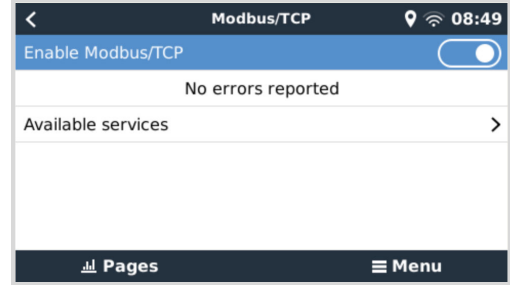 Modbus/TCP 08:49
Enable Modbus/TCP
No errors reported
Available services
Pages Menu